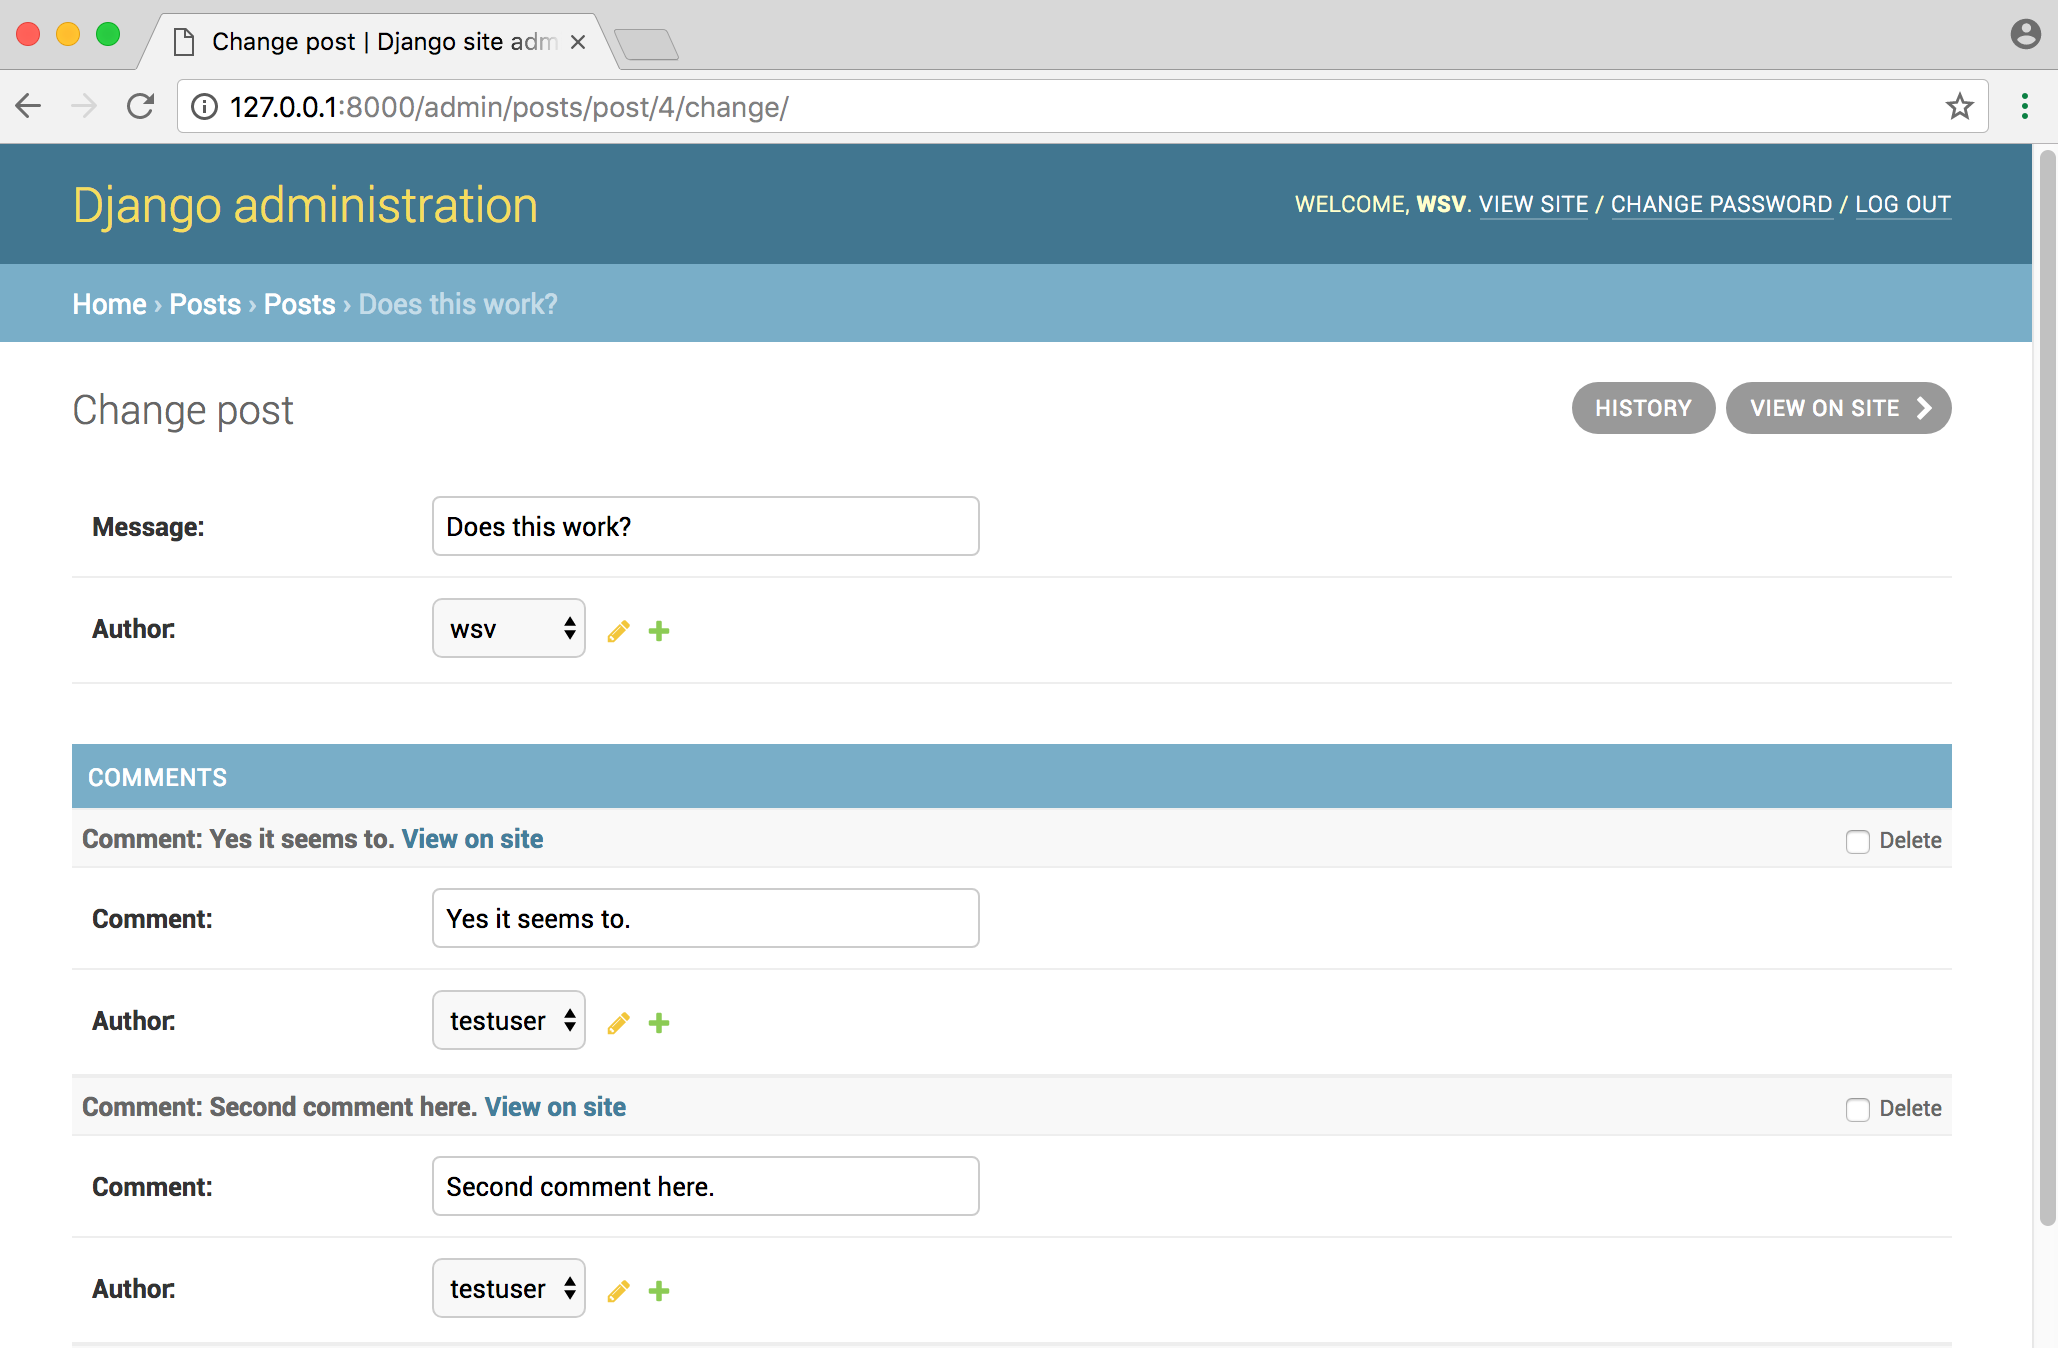 Change post | Django site adm
127.0.0.1:8000/admin/posts/post/4/change/
Django administration
WELCOME, WSV. VIEW SITE / CHANGE PASSWORD / LOG OUT
Home › Posts › Posts › Does this work?
Change post
HISTORY
VIEW ON SITE
Message:
Does this work?
Author:
wsv
COMMENTS
Comment: Yes it seems to. View on site
Delete
Comment:
Yes it seems to.
Author:
testuser
Comment: Second comment here. View on site
Delete
Comment:
Second comment here.
Author:
testuser